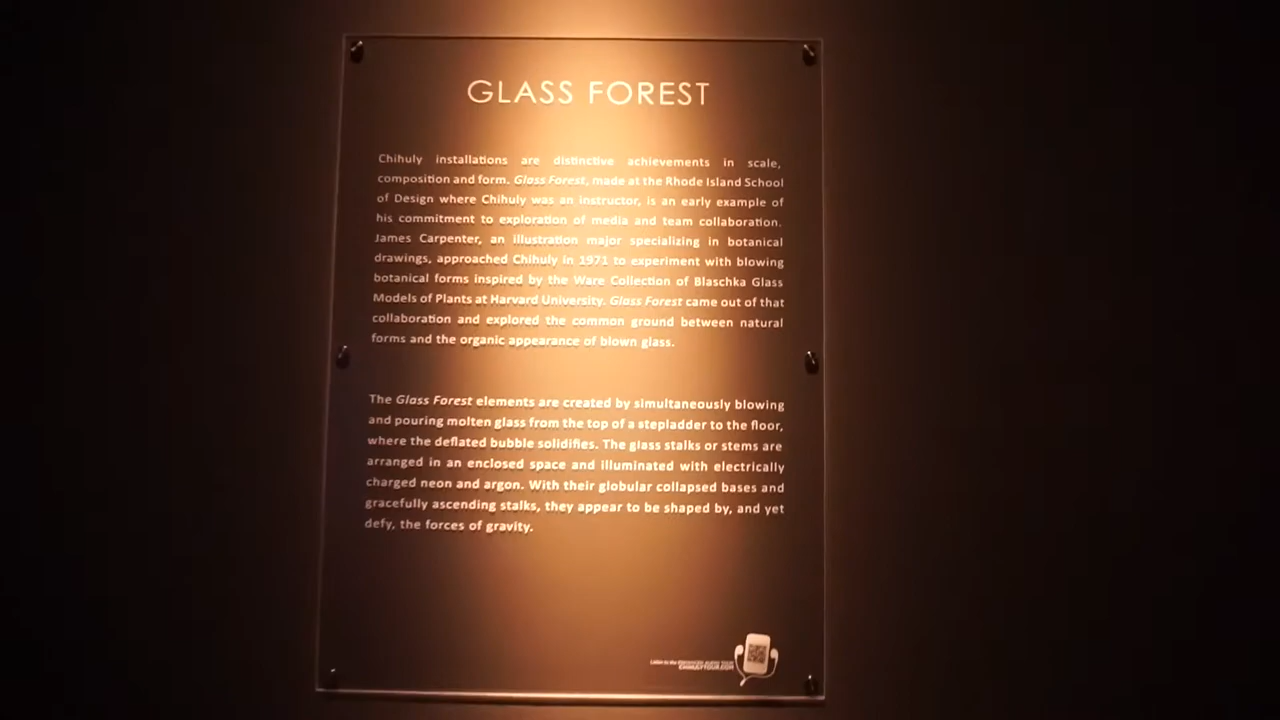 GLASS FOREST
Chihuly installations are distinctive achievements in scale,
composition and form. Glass Forest, made at the Rhode Island School
of Design where Chihuly was an instructor, is an early example of
his commitment to exploration of media and team collaboration.
James Carpenter, an illustration major specializing in botanical
drawings, approached Chihuly in 1971 to experiment with blowing
botanical forms inspired by the Ware Collection of Blaschka Glass
Models of Plants at Harvard University. Glass Forest came out of that
collaboration and explored the common ground between natural
forms and the organic appearance of blown glass.
The Glass Forest elements are created by simultaneously blowing
and pouring molten glass from the top of a stepladder to the floor,
where the deflated bubble solidifies. The glass stalks or stems are
arranged in an enclosed space and illuminated with electrically
charged neon and argon. With their globular collapsed bases and
gracefully ascending stalks, they appear to be shaped by, and yet
defy, the forces of gravity.
Listen to the AUDIO TOUR
CHIHULYTOUR.COM